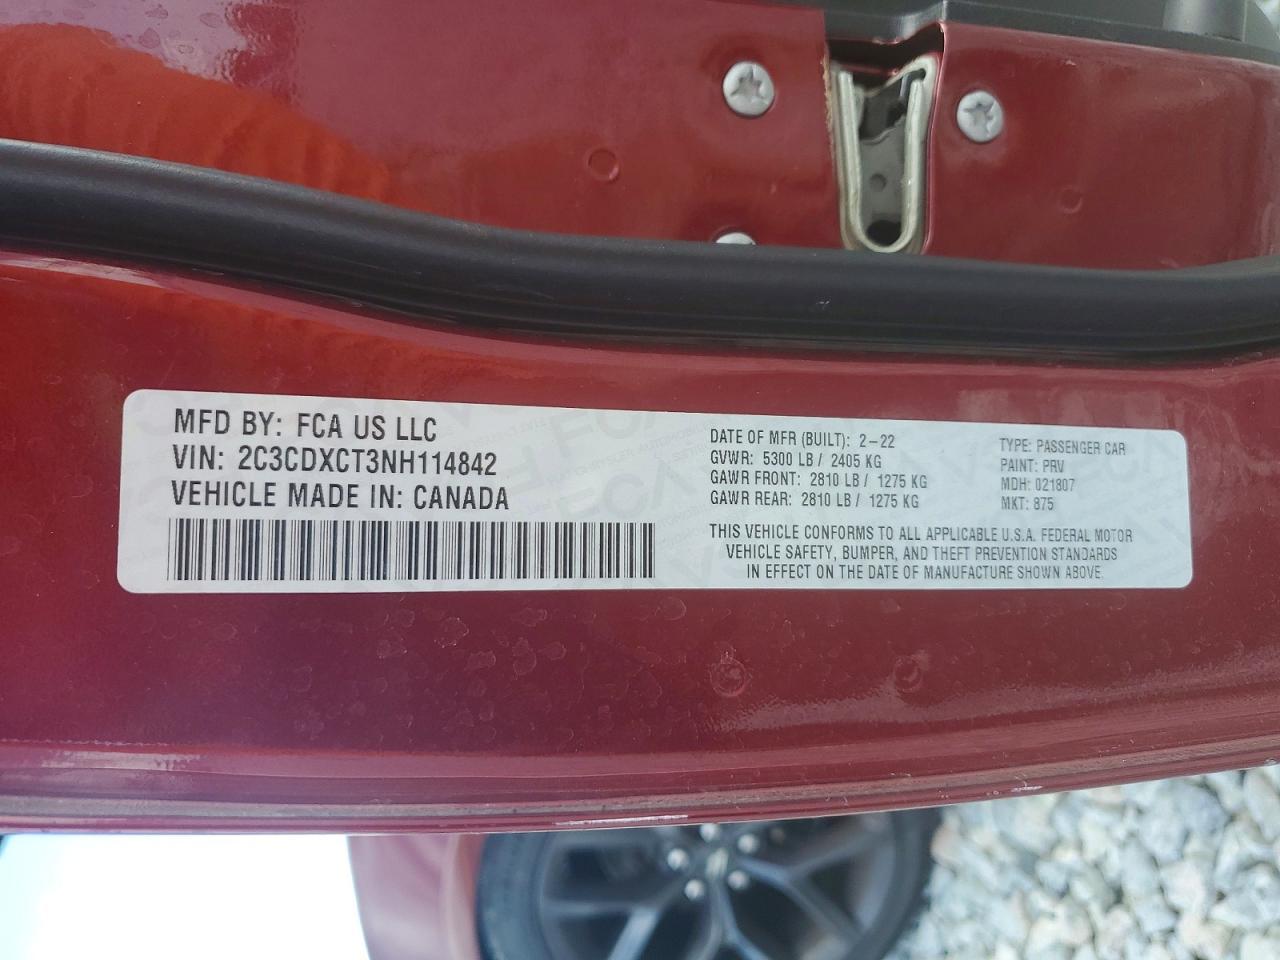 MFD BY: FCA US LLC
VIN: 2C3CDXCT3NH114842
VEHICLE MADE IN: CANADA
DATE OF MFR (BUILT): 2-22
GVWR: 5300 LB / 2405 KG
GAWR FRONT: 2810 LB / 1275 KG
GAWR REAR: 2810 LB / 1275 KG
TYPE: PASSENGER CAR
PAINT: PRV
MDH: 021807
MKT: 875
THIS VEHICLE CONFORMS TO ALL APPLICABLE U.S.A. FEDERAL MOTOR
VEHICLE SAFETY, BUMPER, AND THEFT PREVENTION STANDARDS
IN EFFECT ON THE DATE OF MANUFACTURE SHOWN ABOVE.